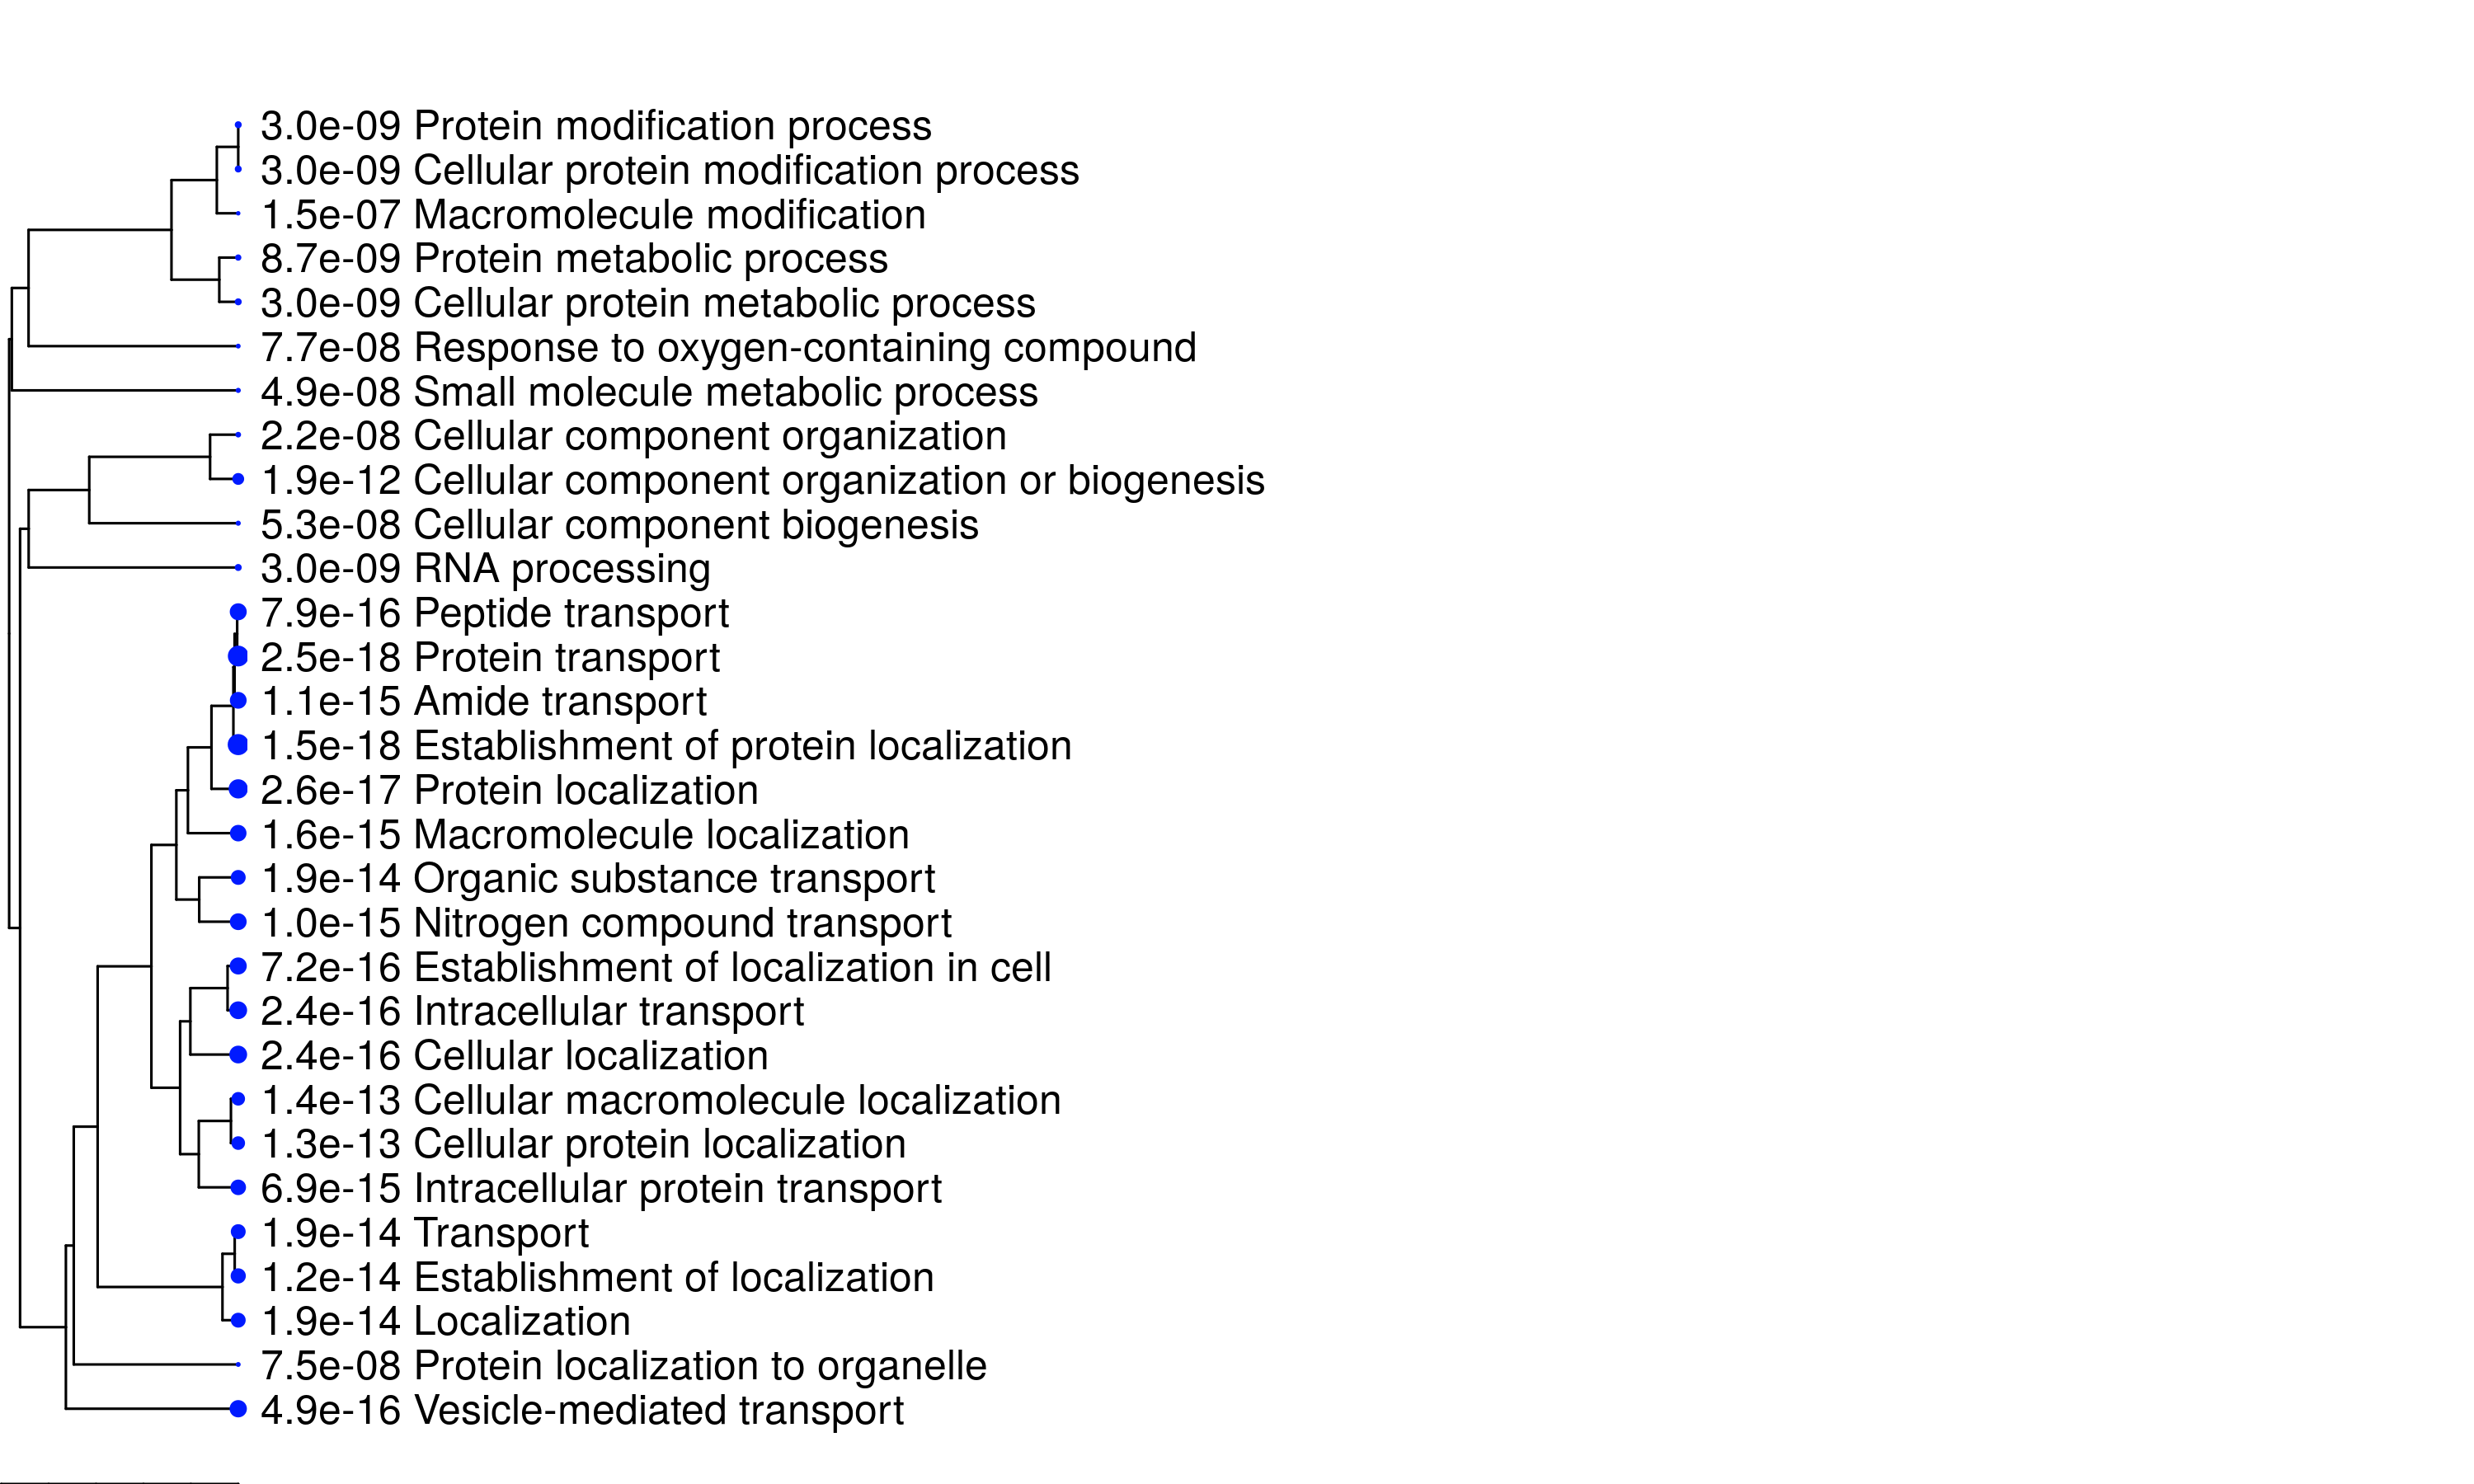 3.0e-09 Protein modification process
3.0e-09 Cellular protein modification process
1.5e-07 Macromolecule modification
8.7e-09 Protein metabolic process
3.0e-09 Cellular protein metabolic process
7.7e-08 Response to oxygen-containing compound
4.9e-08 Small molecule metabolic process
2.2e-08 Cellular component organization
1.9e-12 Cellular component organization or biogenesis
5.3e-08 Cellular component biogenesis
3.0e-09 RNA processing
7.9e-16 Peptide transport
2.5e-18 Protein transport
1.1e-15 Amide transport
1.5e-18 Establishment of protein localization
2.6e-17 Protein localization
1.6e-15 Macromolecule localization
1.9e-14 Organic substance transport
1.0e-15 Nitrogen compound transport
7.2e-16 Establishment of localization in cell
2.4e-16 Intracellular transport
2.4e-16 Cellular localization
1.4e-13 Cellular macromolecule localization
1.3e-13 Cellular protein localization
6.9e-15 Intracellular protein transport
1.9e-14 Transport
1.2e-14 Establishment of localization
1.9e-14 Localization
7.5e-08 Protein localization to organelle
4.9e-16 Vesicle-mediated transport